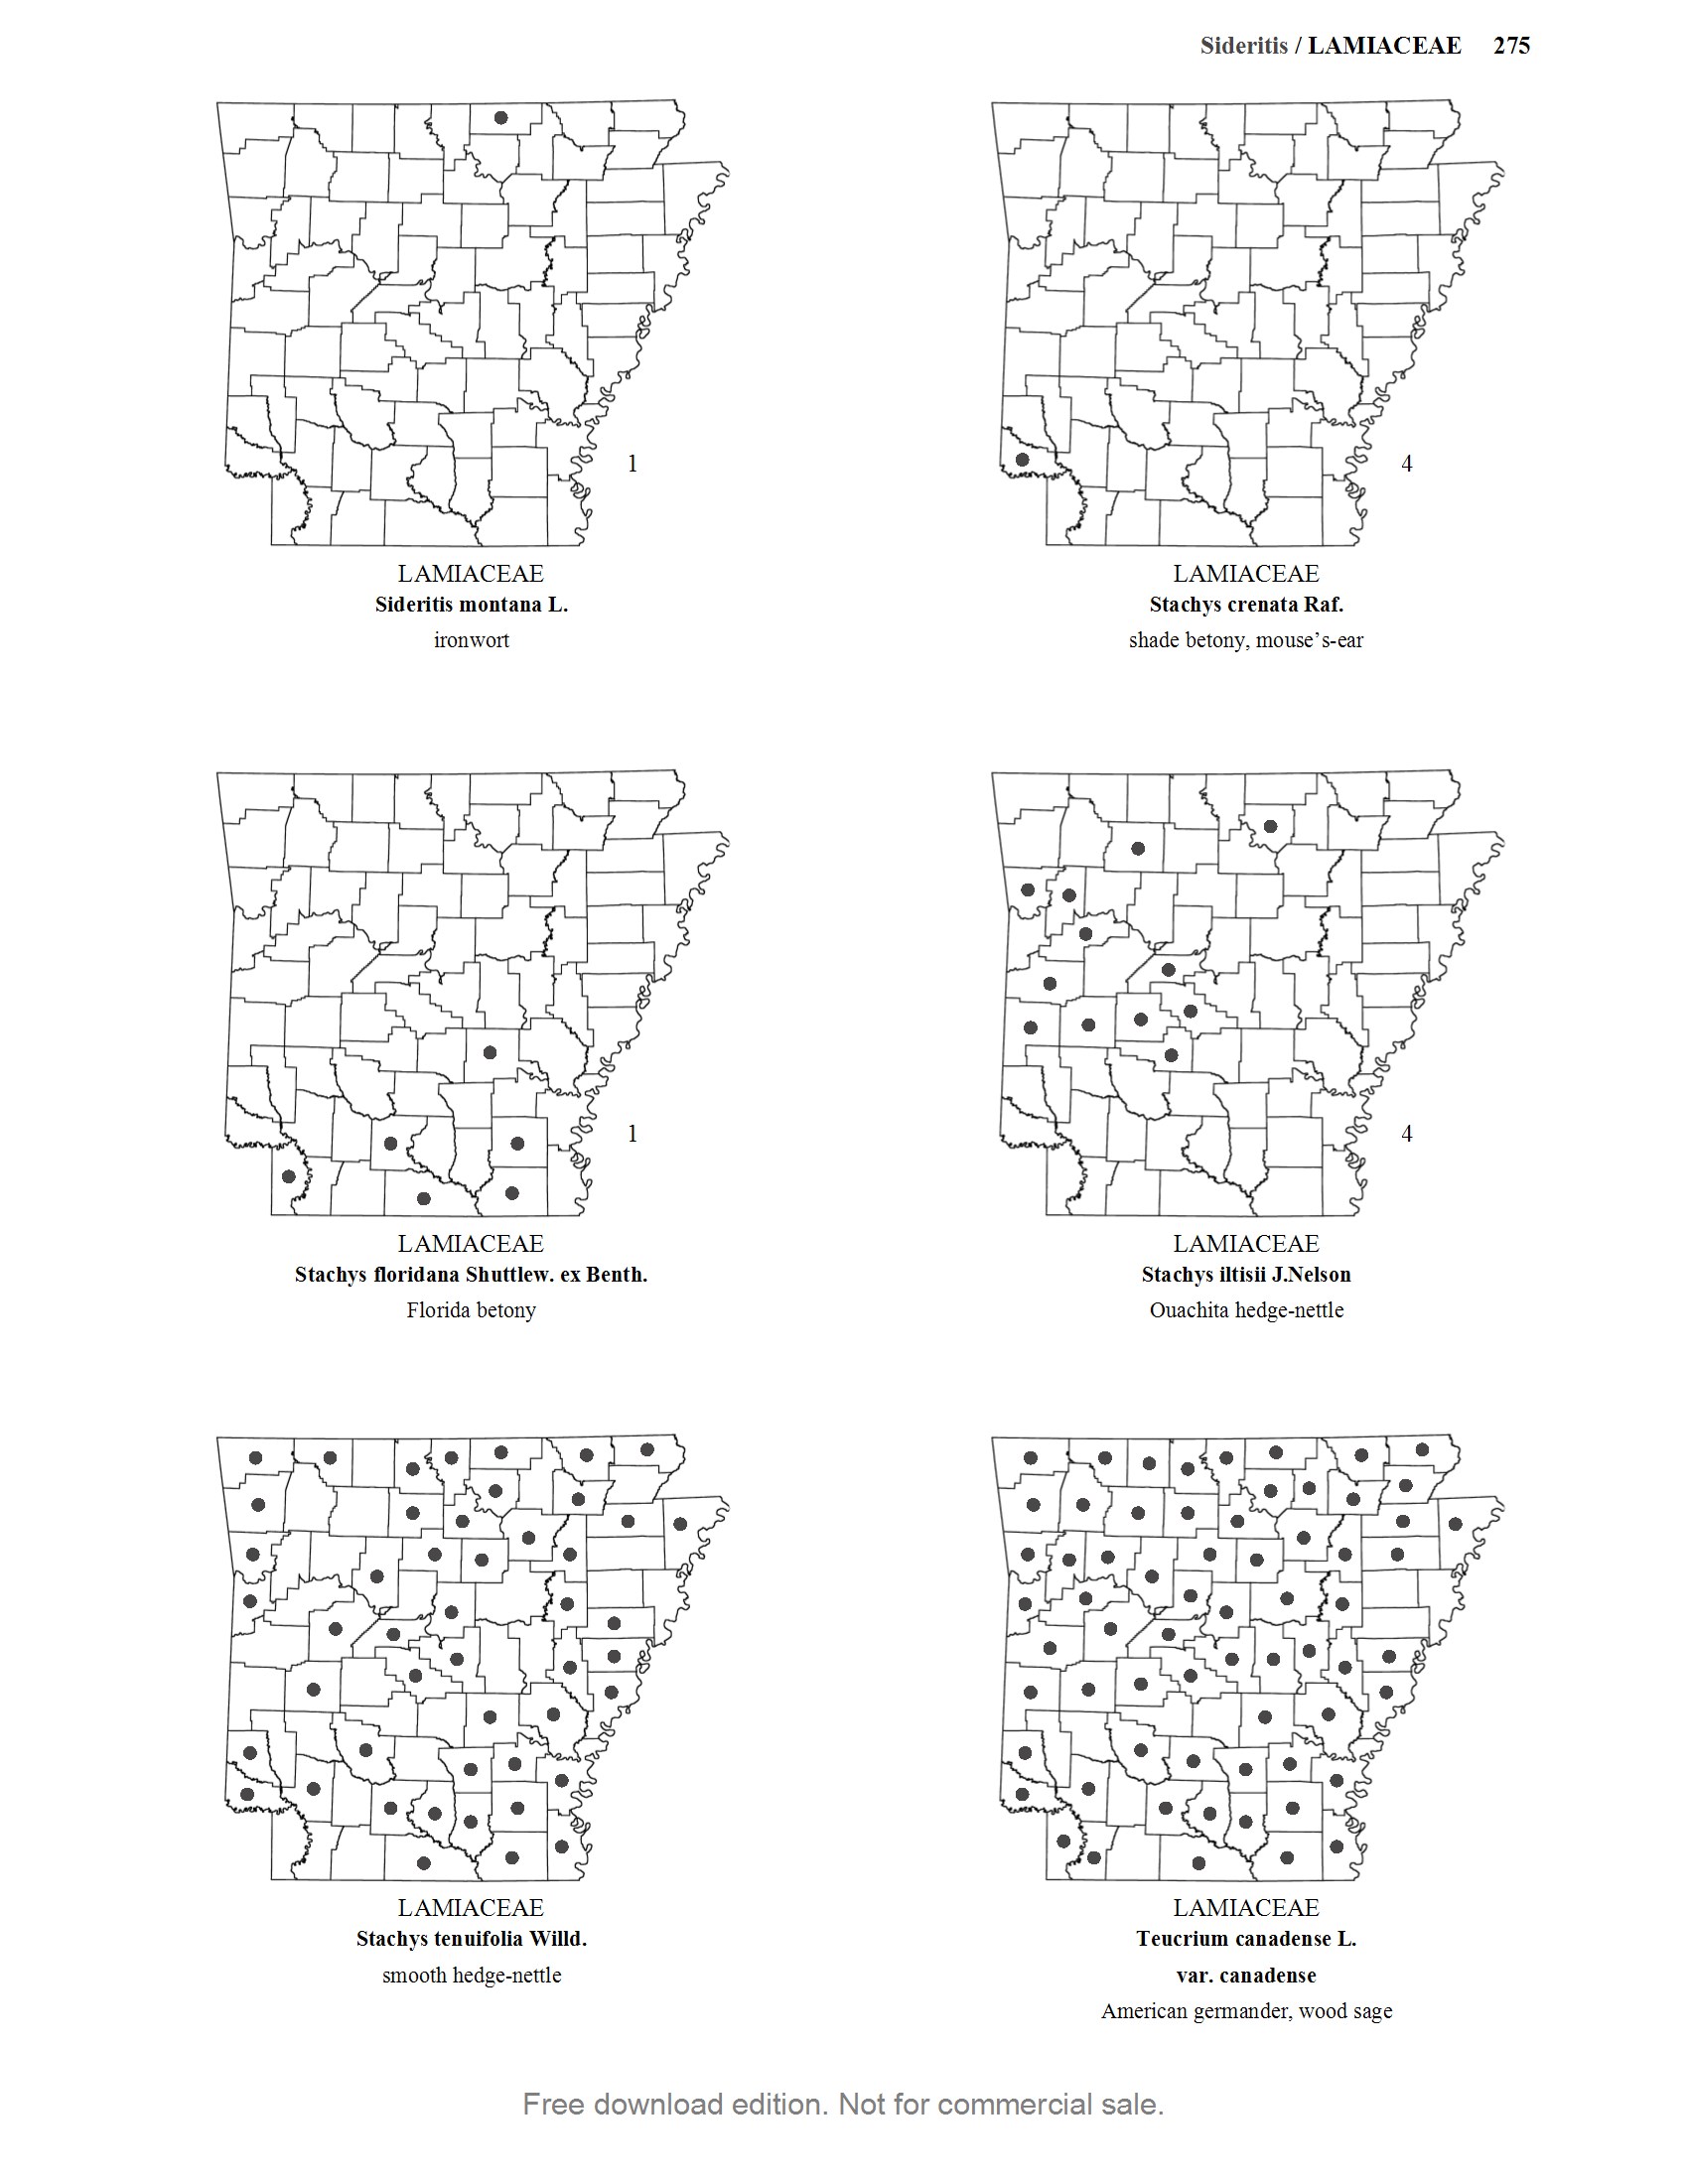 Sideritis / LAMIACEAE 275
1
LAMIACEAE
Sideritis montana L.
ironwort
4
LAMIACEAE
Stachys crenata Raf.
shade betony, mouse’s-ear
1
LAMIACEAE
Stachys floridana Shuttlew. ex Benth.
Florida betony
4
LAMIACEAE
Stachys iltisii J.Nelson
Ouachita hedge-nettle
LAMIACEAE
Stachys tenuifolia Willd.
smooth hedge-nettle
LAMIACEAE
Teucrium canadense L.
var. canadense
American germander, wood sage
Free download edition. Not for commercial sale.